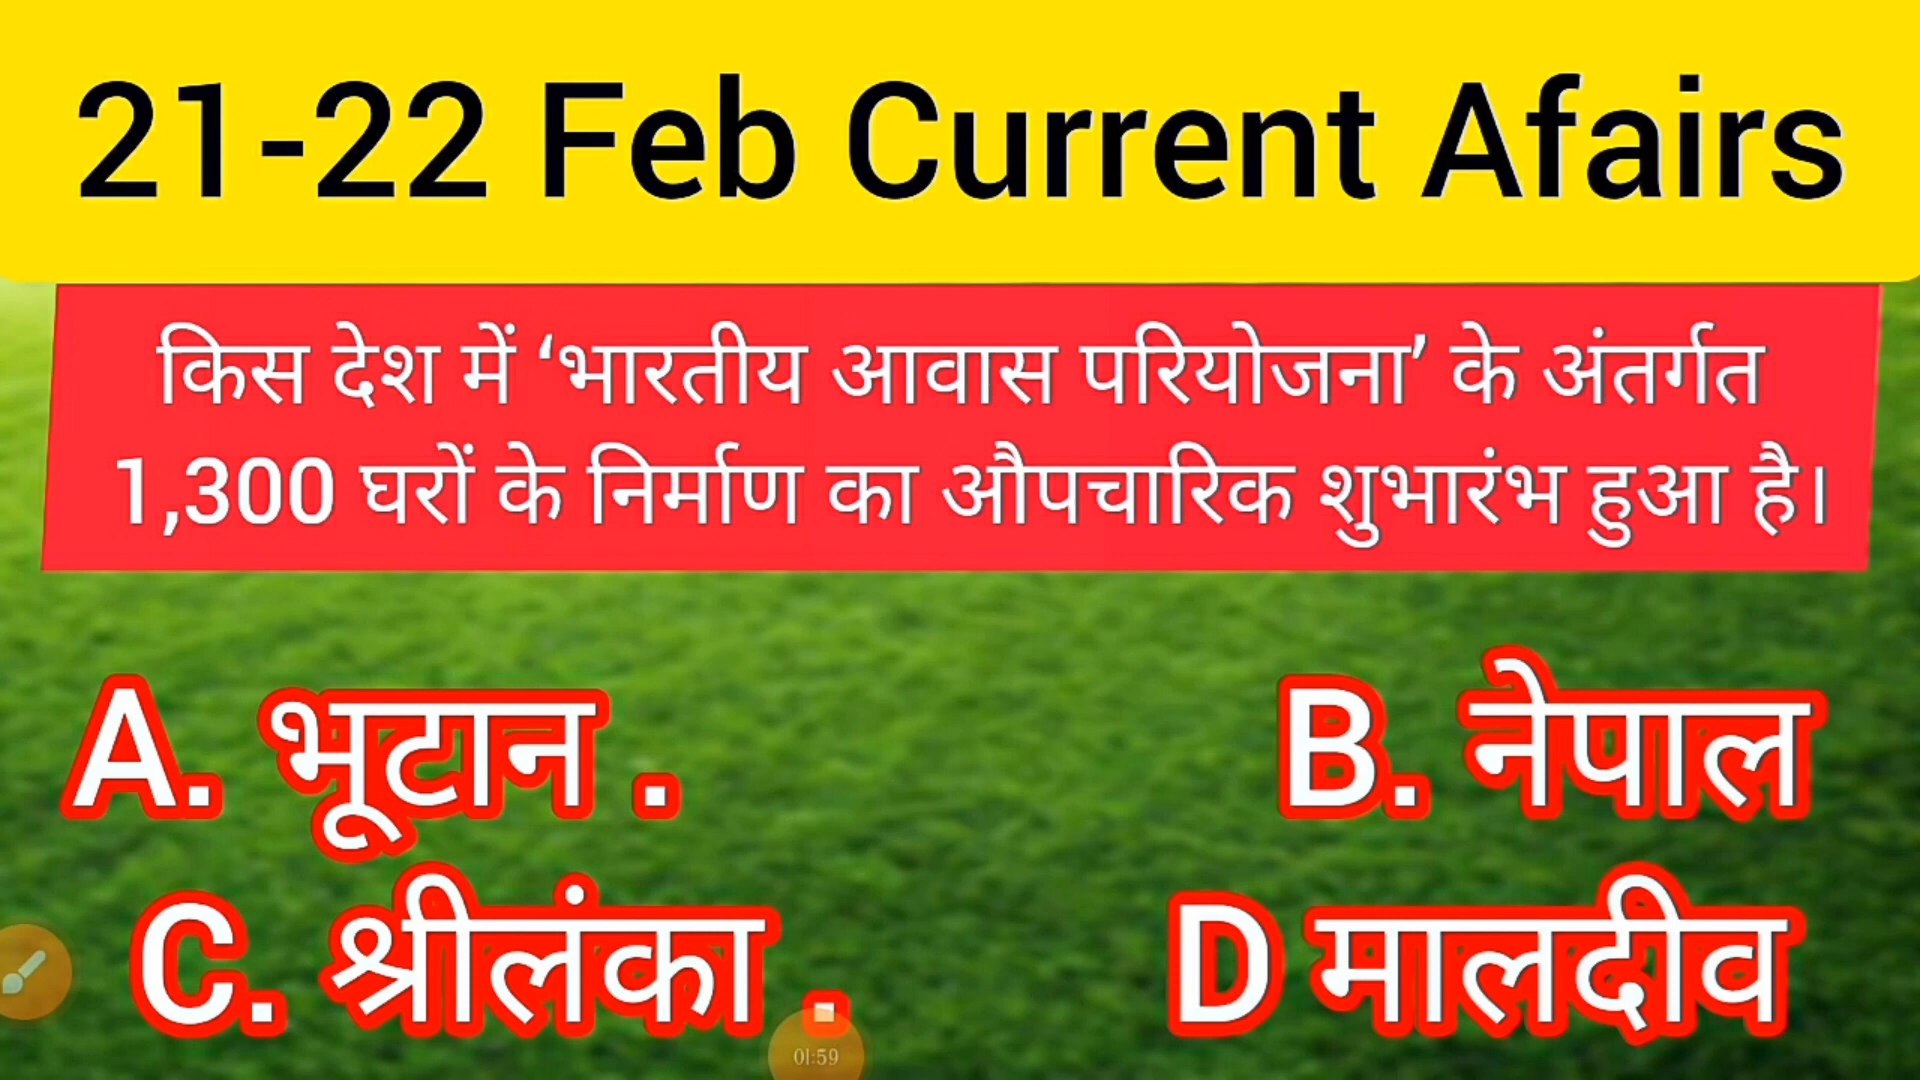 21-22 Feb Current Afairs
किस देश में ‘भारतीय आवास परियोजना’ के अंतर्गत
1,300 घरों के निर्माण का औपचारिक शुभारंभ हुआ है।
A. भूटान .
B. नेपाल
C. श्रीलंका .
D मालदीव
01:59